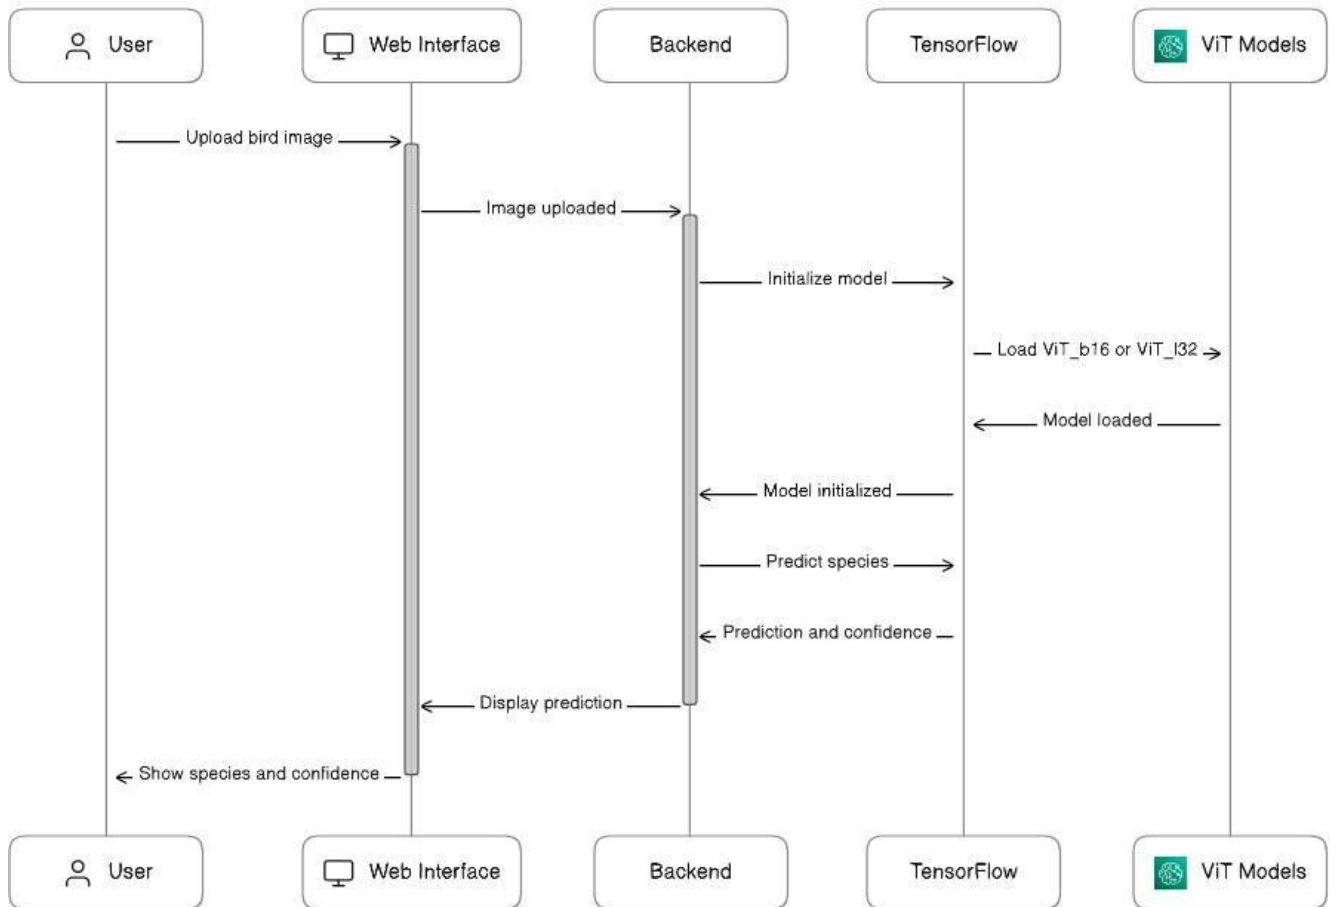 User
Web Interface
Backend
TensorFlow
ViT Models
Upload bird image
Image uploaded
Initialize model
Load ViT_b16 or ViT_l32
Model loaded
Model initialized
Predict species
Prediction and confidence
Display prediction
Show species and confidence
User
Web Interface
Backend
TensorFlow
ViT Models